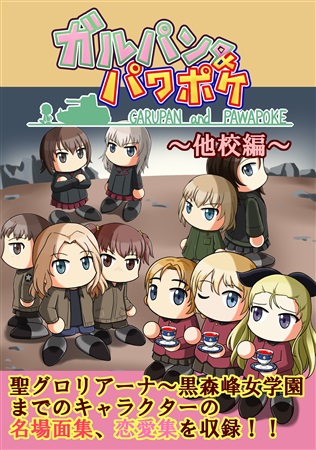 ガルパン&
パワポケ
GARUPAN and PAWAPOKE
~他校編~
聖グロリアーナ~黒森峰女学園
までのキャラクターの
名場面集、恋愛集を収録!!